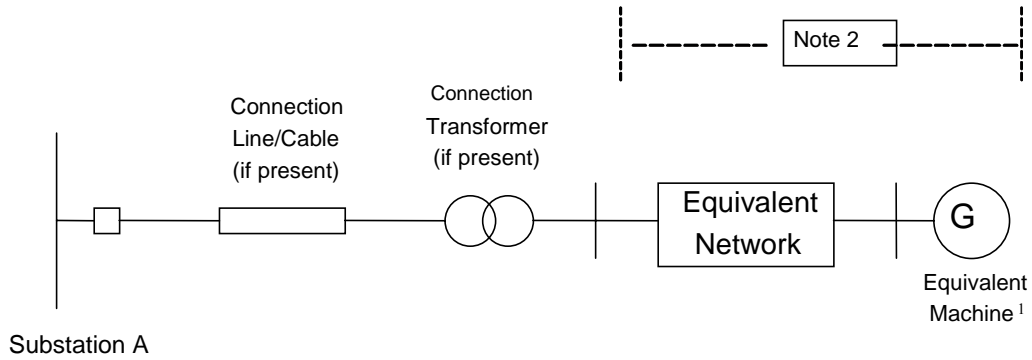 Note 2
Connection
Line/Cable
(if present)
Connection
Transformer
(if present)
Equivalent
Network
G
Equivalent
Machine 1
Substation A